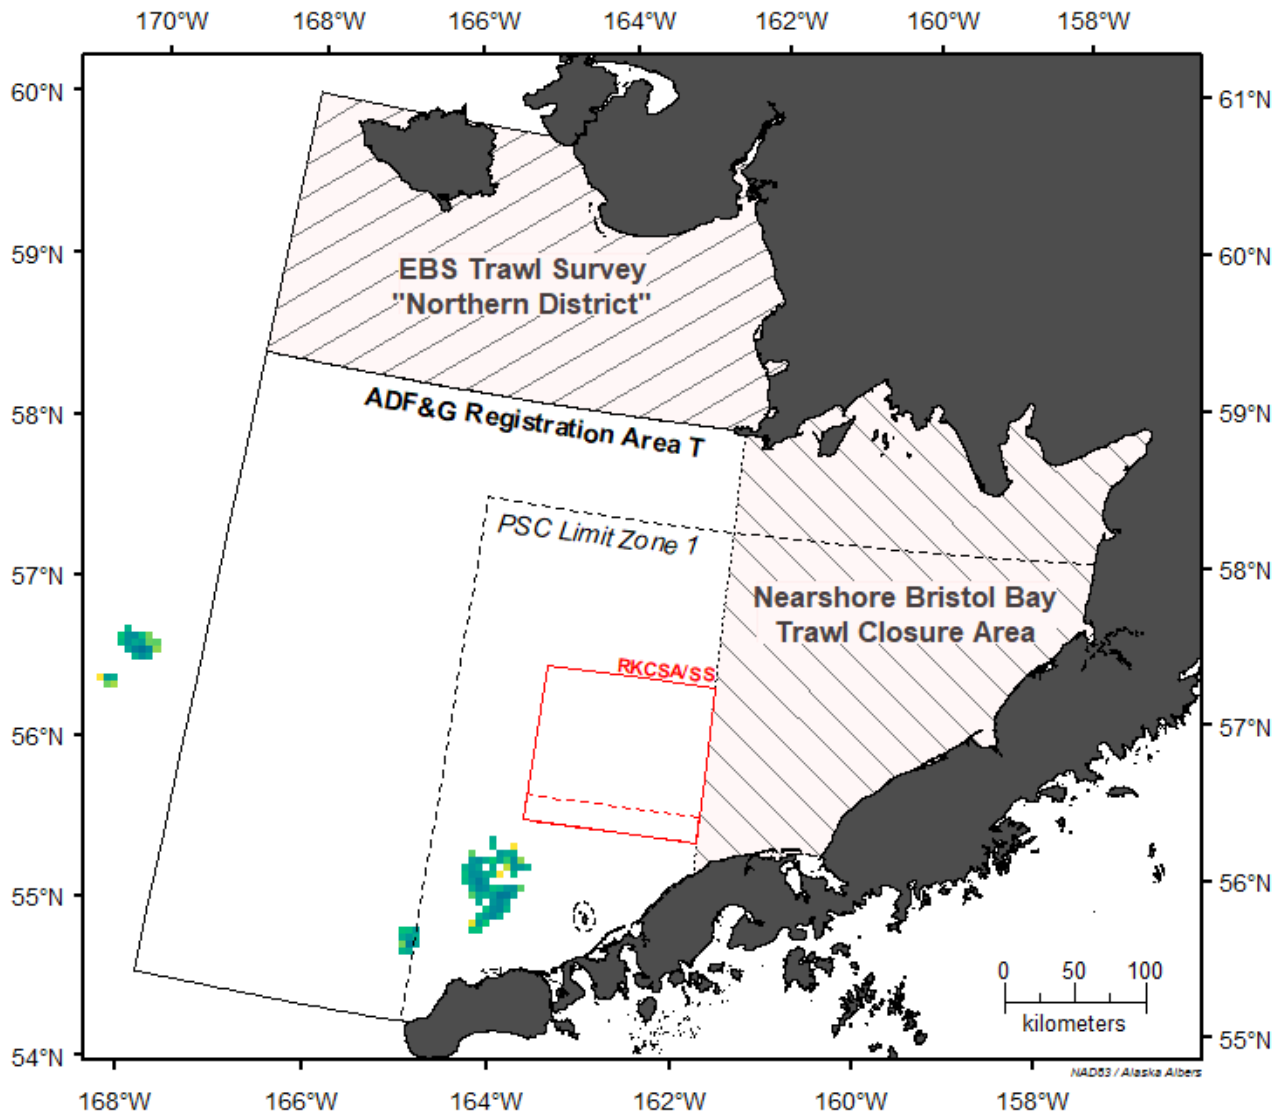 170°W 168°W 166°W 164°W 162°W 160°W 158°W
60°N
61°N
EBS Trawl Survey
"Northern District"
59°N
60°N
ADF&G Registration Area T
58°N
59°N
PSC Limit Zone 1
57°N
58°N
Nearshore Bristol Bay
Trawl Closure Area
RKCSA/SS
56°N
57°N
55°N
56°N
0 50 100
kilometers
54°N
55°N
NAD83 / Alaska Albers
168°W 166°W 164°W 162°W 160°W 158°W